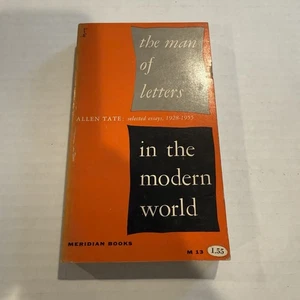 the man
of
letters
ALLEN TATE: selected essays, 1928-1955
in the
modern
world
MERIDIAN BOOKS
M 13
1.55